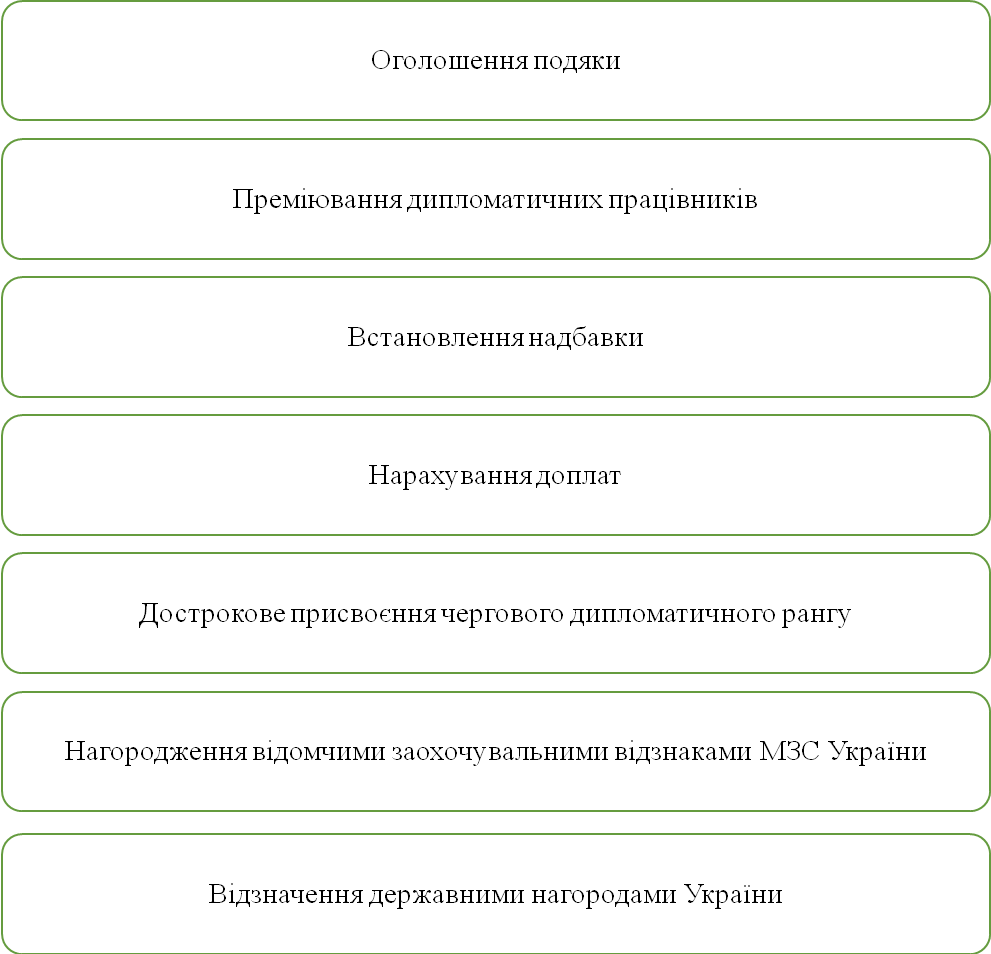 Оголошення подяки
Преміювання дипломатичних працівників
Встановлення надбавки
Нарахування доплат
Дострокове присвоєння чергового дипломатичного рангу
Нагородження відомчими заохочувальними відзнаками МЗС України
Відзначення державними нагородами України